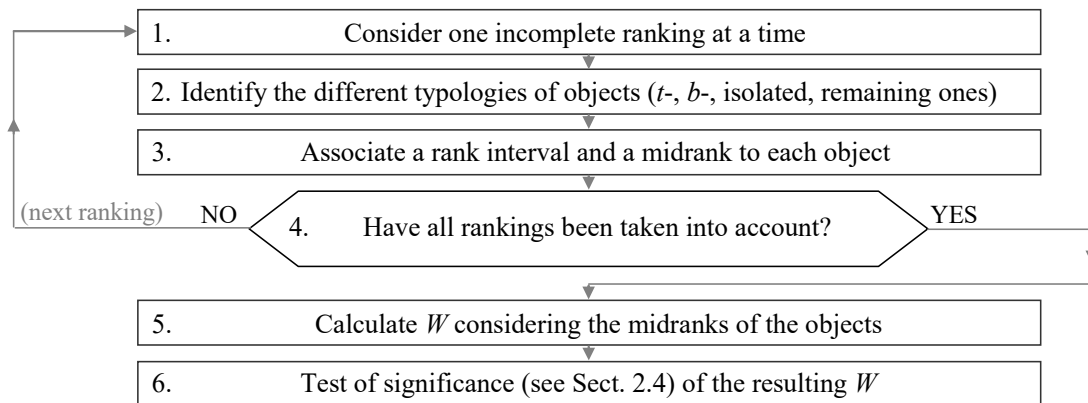 1. Consider one incomplete ranking at a time
2. Identify the different typologies of objects (t-, b-, isolated, remaining ones)
3. Associate a rank interval and a midrank to each object
(next ranking) NO
4. Have all rankings been taken into account?
YES
5. Calculate W considering the midranks of the objects
6. Test of significance (see Sect. 2.4) of the resulting W